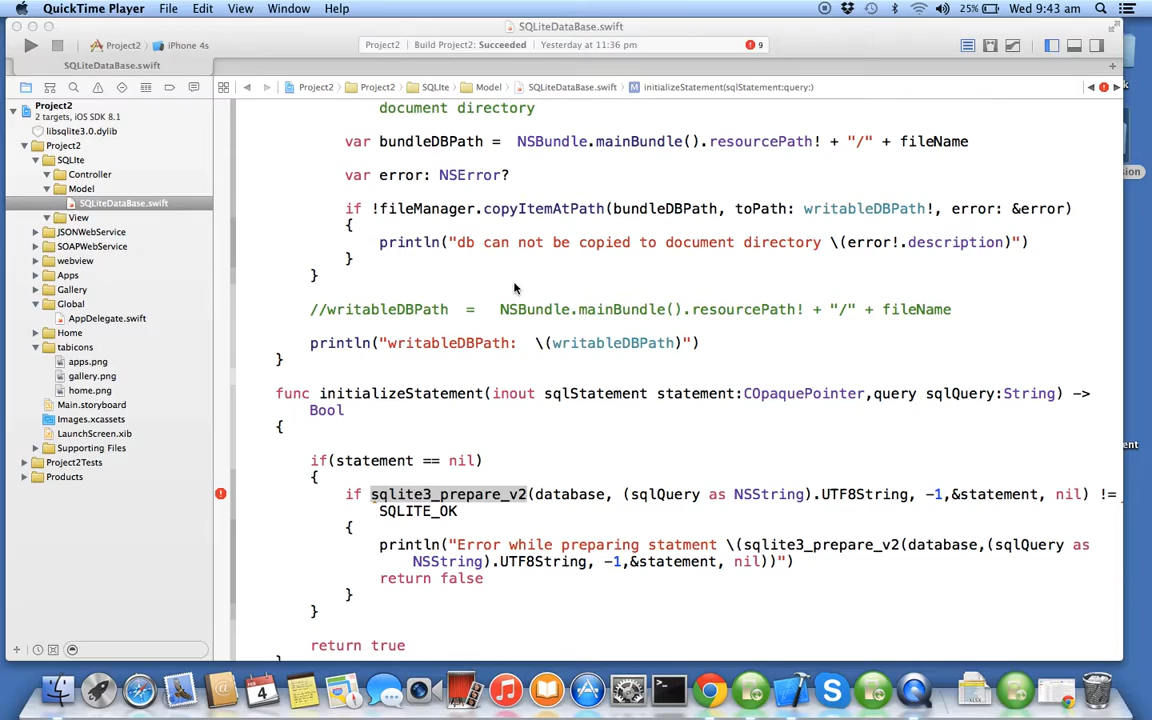 QuickTime Player File Edit View Window Help 25% Wed 9:43 am
SQLiteDataBase.swift
Project2 iPhone 4s Project2 Build Project2: Succeeded Yesterday at 11:36 pm 9
SQLiteDataBase.swift
Project2 Project2 SQLIte Model SQLiteDataBase.swift M initializeStatement(sqlStatement:query:)
Project2
2 targets, iOS SDK 8.1
libsqlite3.0.dylib
Project2
SQLIte
Controller
Model
SQLiteDataBase.swift
View
JSONWebService
SOAPWebService
webview
Apps
Gallery
Global
AppDelegate.swift
Home
tabicons
apps.png
gallery.png
home.png
Main.storyboard
Images.xcassets
LaunchScreen.xib
Supporting Files
Project2Tests
Products
document directory
var bundleDBPath = NSBundle.mainBundle().resourcePath! + "/" + fileName
var error: NSError?
if !fileManager.copyItemAtPath(bundleDBPath, toPath: writableDBPath!, error: &error)
{
println("db can not be copied to document directory \(error!.description)")
}
}
//writableDBPath = NSBundle.mainBundle().resourcePath! + "/" + fileName
println("writableDBPath: \(writableDBPath)")
}
func initializeStatement(inout sqlStatement statement:COpaquePointer,query sqlQuery:String) ->
Bool
{
if(statement == nil)
{
if sqlite3_prepare_v2(database, (sqlQuery as NSString).UTF8String, -1,&statement, nil) !=
SQLITE_OK
{
println("Error while preparing statment \(sqlite3_prepare_v2(database,(sqlQuery as
NSString).UTF8String, -1,&statement, nil))")
return false
}
}
return true
ent
FEB
4